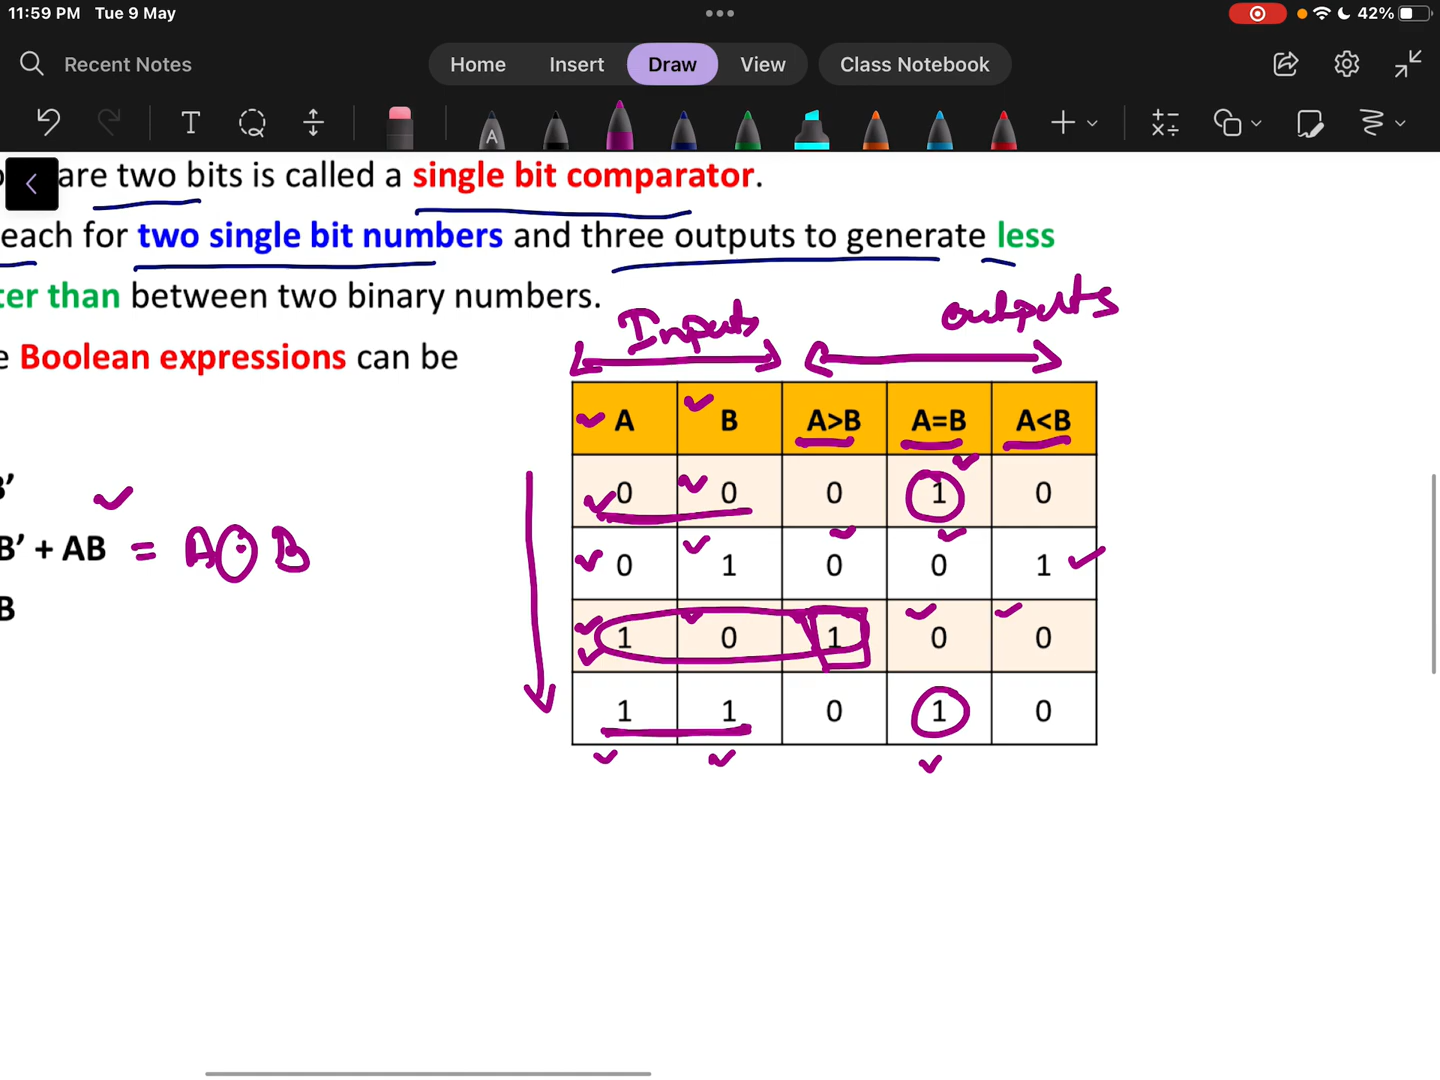 11:59 PM Tue 9 May
42%
Recent Notes
Home Insert Draw View Class Notebook
T
A
are two bits is called a single bit comparator.
each for two single bit numbers and three outputs to generate less
ter than between two binary numbers.
Inputs outputs
e Boolean expressions can be
A B A>B A=B A<B
0 0 0 1 0
B'
B' + AB = A⊙B
0 1 0 0 1
B
1 0 1 0 0
1 1 0 1 0